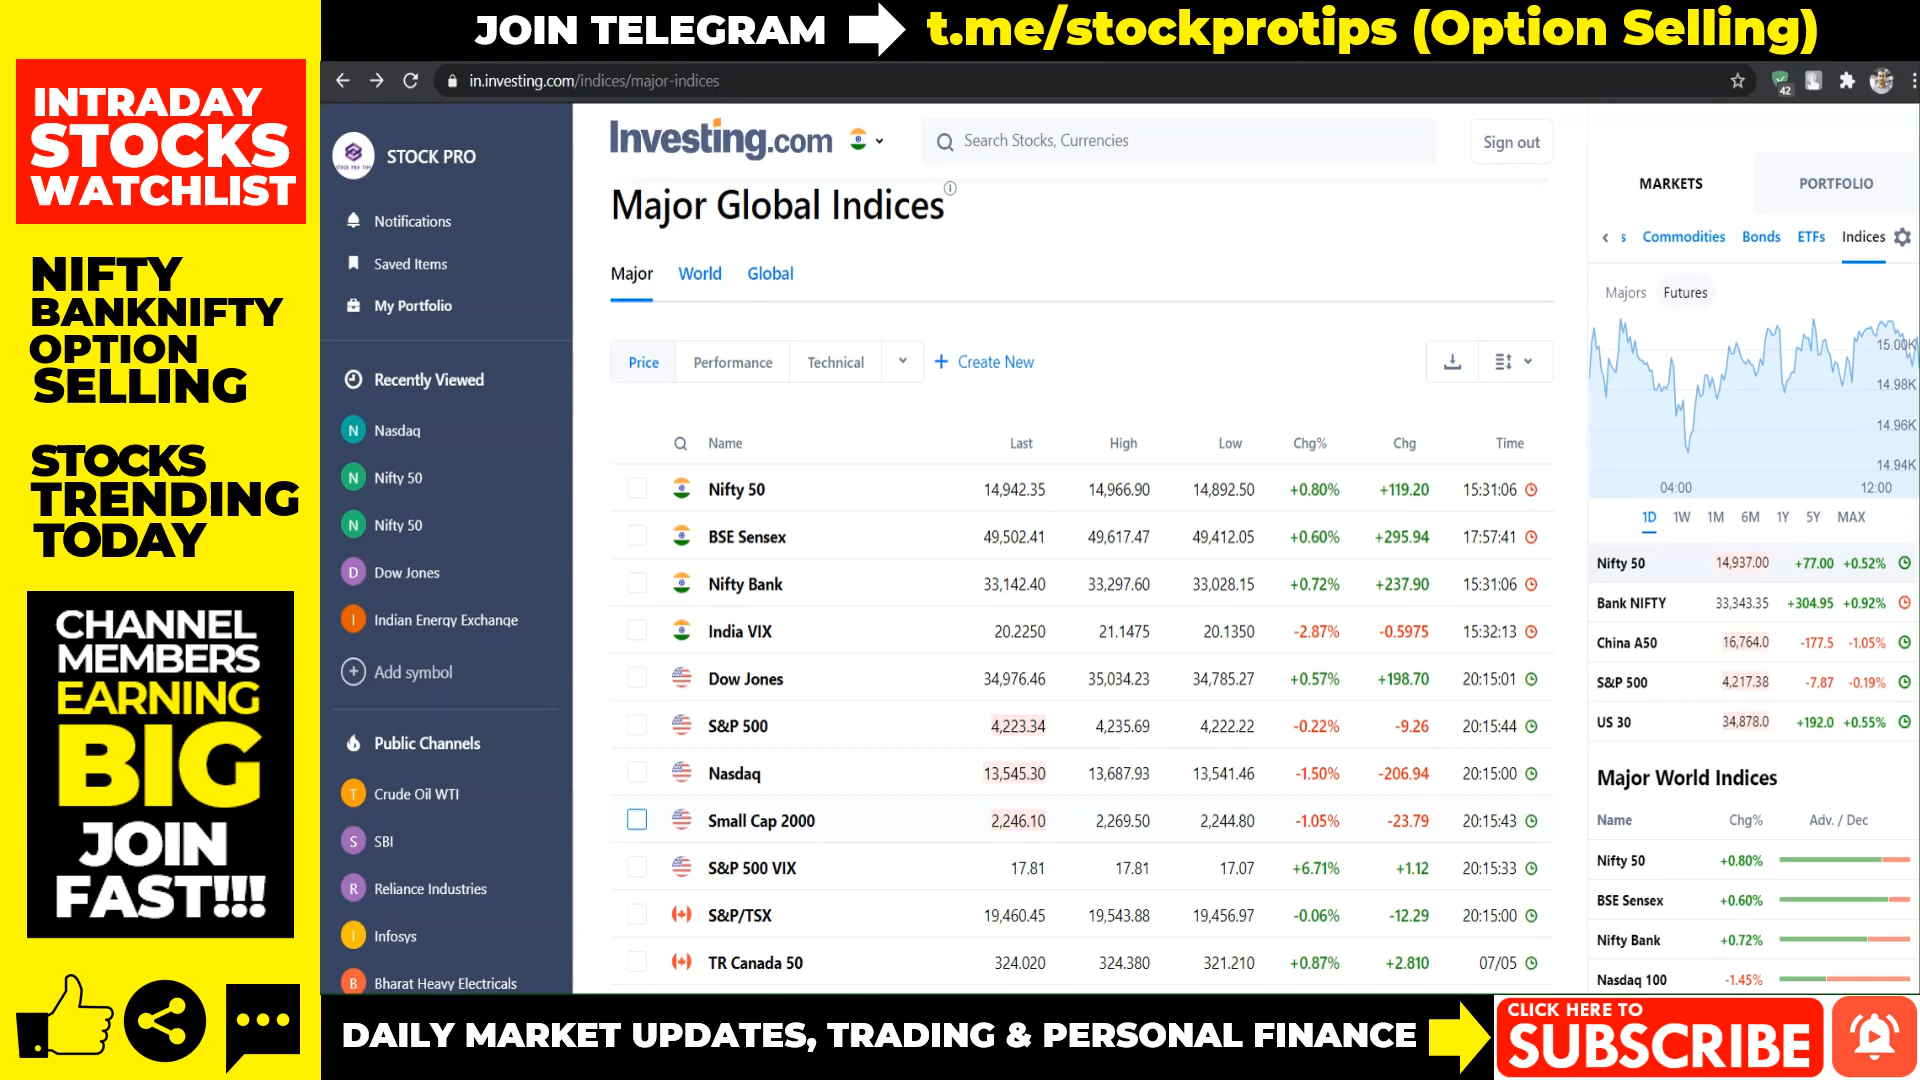 JOIN TELEGRAM t.me/stockprotips (Option Selling)
INTRADAY
STOCKS
WATCHLIST
NIFTY
BANKNIFTY
OPTION
SELLING
STOCKS
TRENDING
TODAY
CHANNEL
MEMBERS
EARNING
BIG
JOIN
FAST!!!
in.investing.com/indices/major-indices
42
STOCK PRO
Notifications
Saved Items
My Portfolio
Recently Viewed
N Nasdaq
N Nifty 50
N Nifty 50
D Dow Jones
I Indian Energy Exchange
Add symbol
Public Channels
T Crude Oil WTI
S SBI
R Reliance Industries
I Infosys
B Bharat Heavy Electricals
Investing.com
Search Stocks, Currencies
Sign out
Major Global Indices
Major World Global
Price Performance Technical + Create New
Name Last High Low Chg% Chg Time
Nifty 50 14,942.35 14,966.90 14,892.50 +0.80% +119.20 15:31:06
BSE Sensex 49,502.41 49,617.47 49,412.05 +0.60% +295.94 17:57:41
Nifty Bank 33,142.40 33,297.60 33,028.15 +0.72% +237.90 15:31:06
India VIX 20.2250 21.1475 20.1350 -2.87% -0.5975 15:32:13
Dow Jones 34,976.46 35,034.23 34,785.27 +0.57% +198.70 20:15:01
S&P 500 4,223.34 4,235.69 4,222.22 -0.22% -9.26 20:15:44
Nasdaq 13,545.30 13,687.93 13,541.46 -1.50% -206.94 20:15:00
Small Cap 2000 2,246.10 2,269.50 2,244.80 -1.05% -23.79 20:15:43
S&P 500 VIX 17.81 17.81 17.07 +6.71% +1.12 20:15:33
S&P/TSX 19,460.45 19,543.88 19,456.97 -0.06% -12.29 20:15:00
TR Canada 50 324.020 324.380 321.210 +0.87% +2.810 07/05
MARKETS PORTFOLIO
s Commodities Bonds ETFs Indices
Majors Futures
15.00K
14.98K
14.96K
14.94K
04:00 12:00
1D 1W 1M 6M 1Y 5Y MAX
Nifty 50 14,937.00 +77.00 +0.52%
Bank NIFTY 33,343.35 +304.95 +0.92%
China A50 16,764.0 -177.5 -1.05%
S&P 500 4,217.38 -7.87 -0.19%
US 30 34,878.0 +192.0 +0.55%
Major World Indices
Name Chg% Adv. / Dec
Nifty 50 +0.80%
BSE Sensex +0.60%
Nifty Bank +0.72%
Nasdaq 100 -1.45%
DAILY MARKET UPDATES, TRADING & PERSONAL FINANCE
CLICK HERE TO
SUBSCRIBE